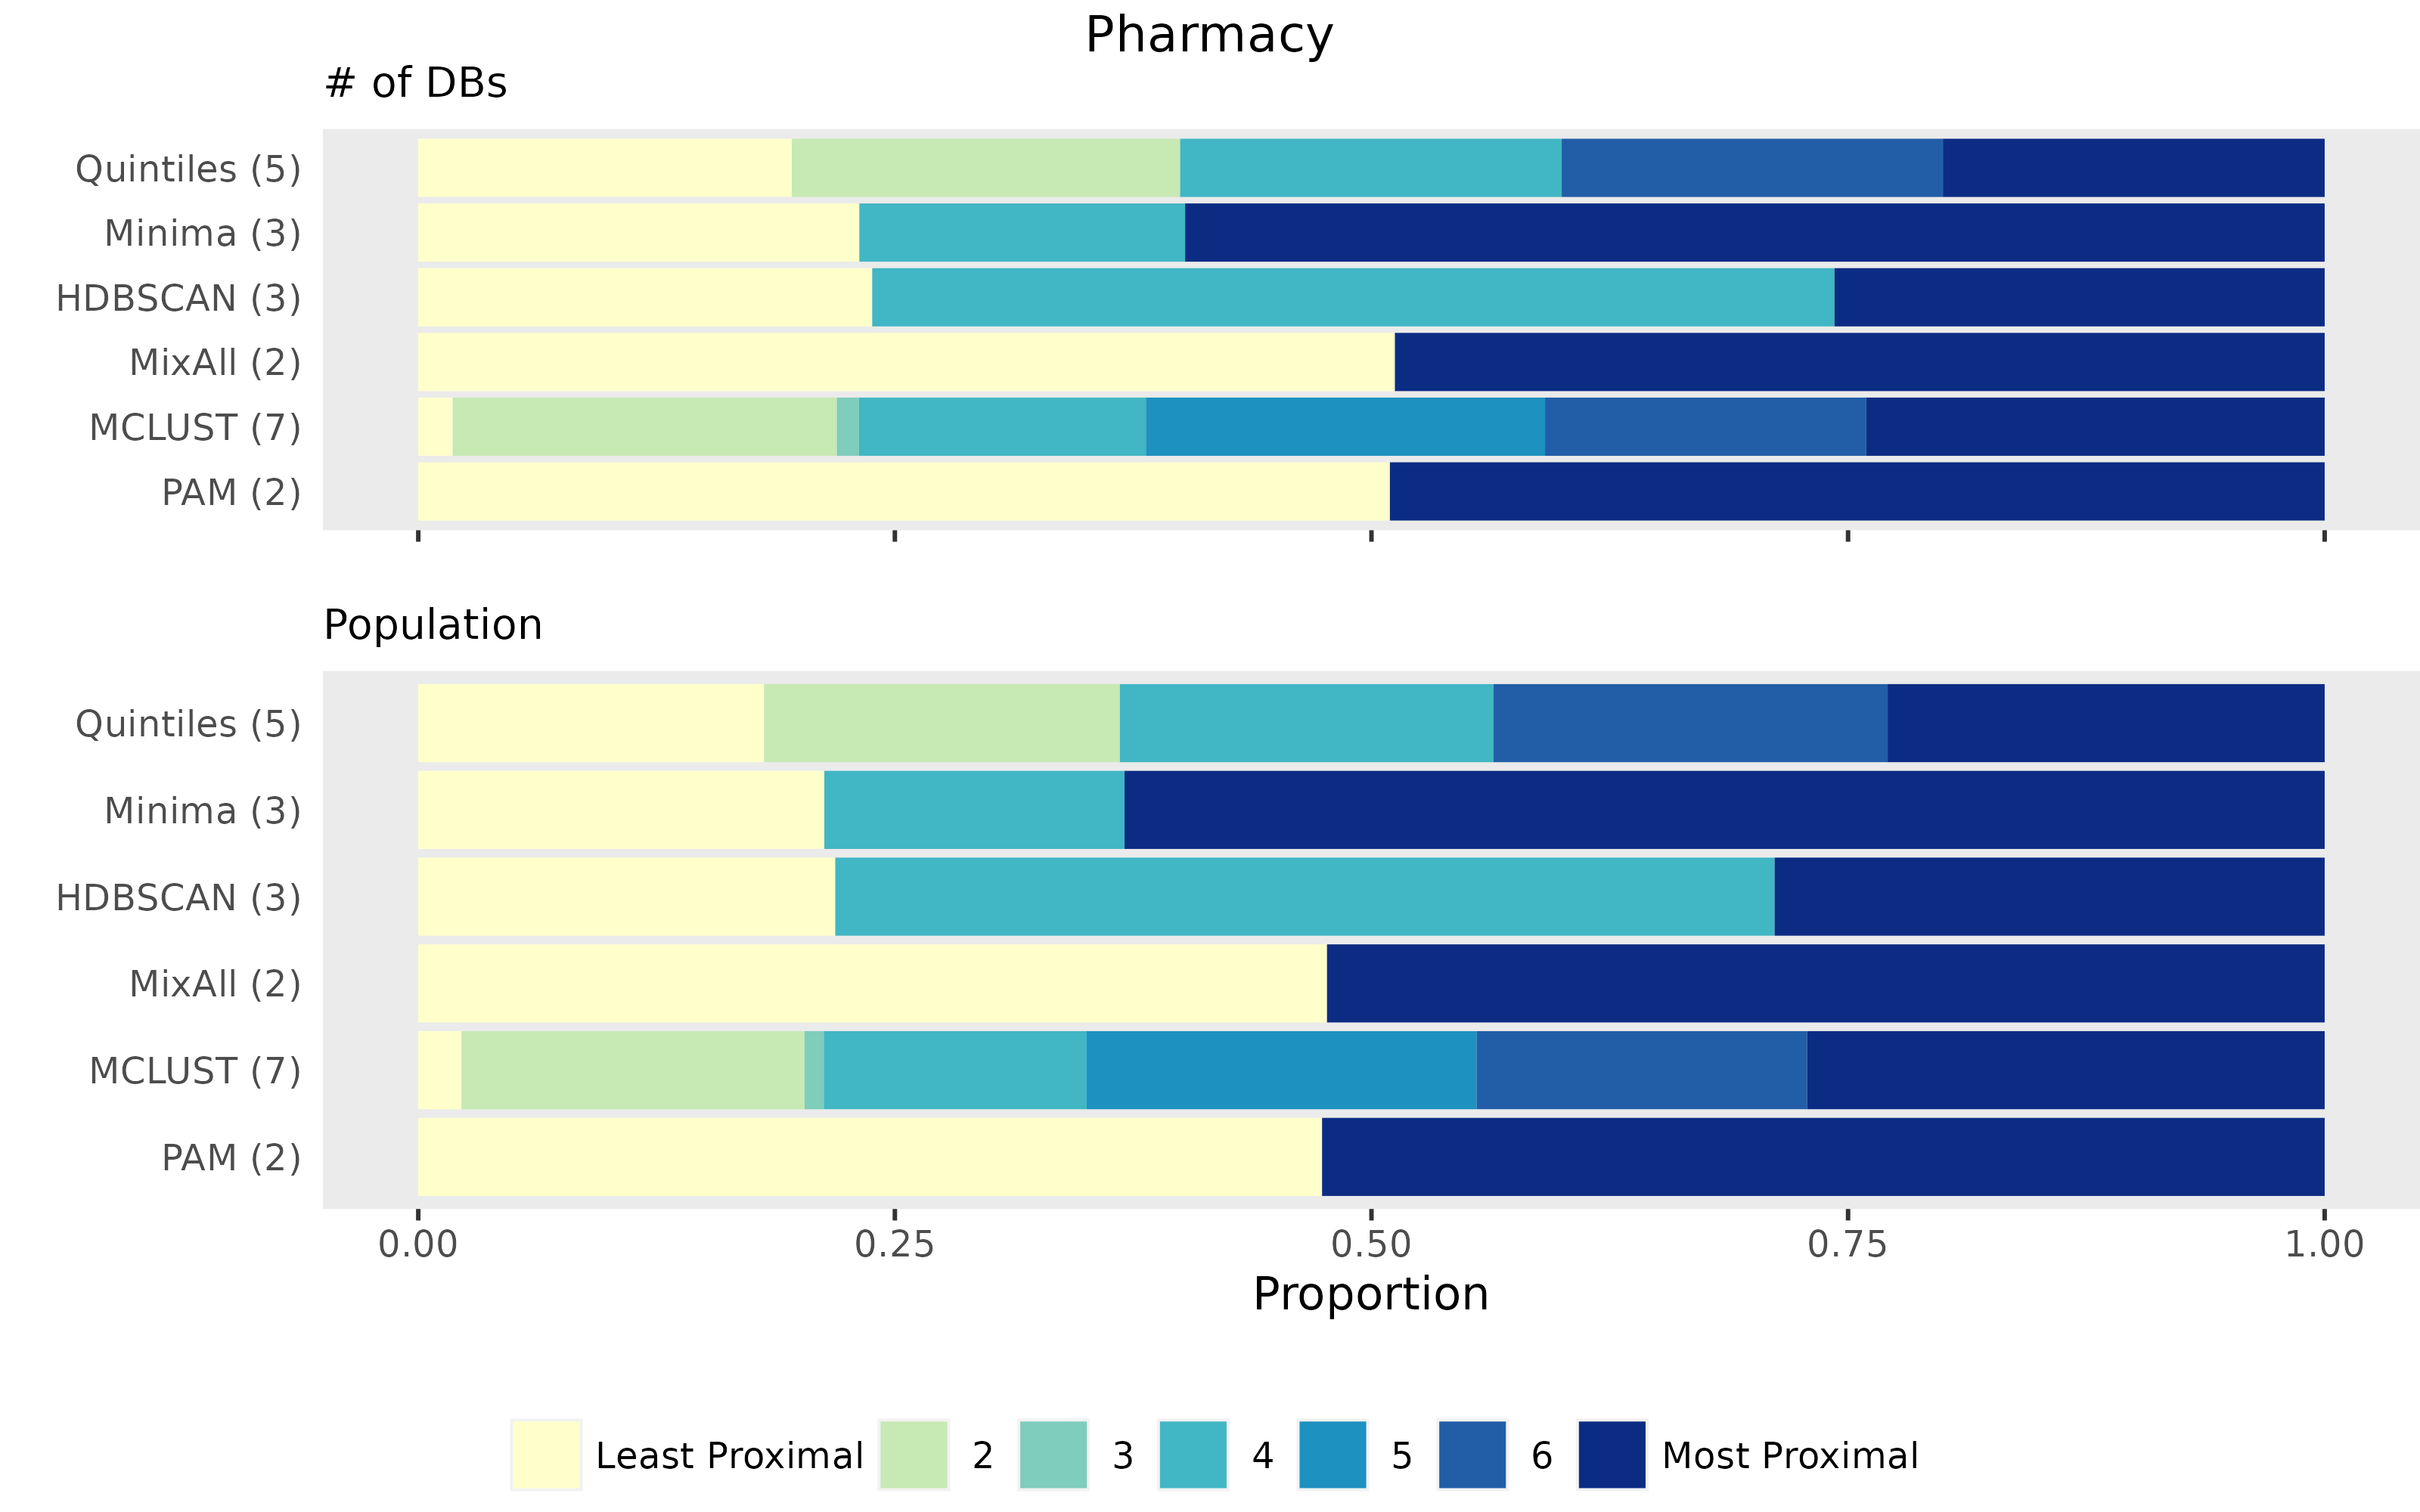 Pharmacy
# of DBs
Quintiles (5)
Minima (3)
HDBSCAN (3)
MixAll (2)
MCLUST (7)
PAM (2)
Population
Quintiles (5)
Minima (3)
HDBSCAN (3)
MixAll (2)
MCLUST (7)
PAM (2)
0.00 0.25 0.50 0.75 1.00
Proportion
Least Proximal 2 3 4 5 6 Most Proximal